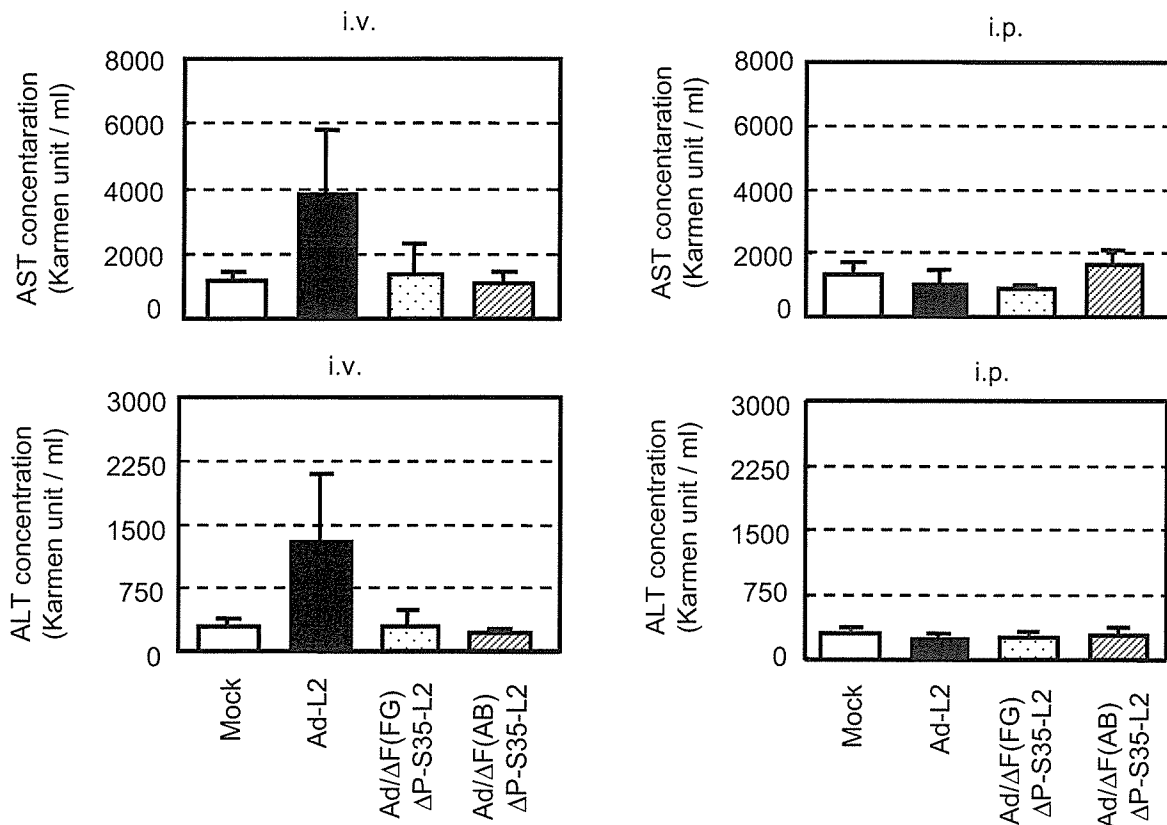 i.v.
AST concentaration
(Karmen unit / ml)
8000
6000
4000
2000
0
i.p.
AST concentaration
(Karmen unit / ml)
8000
6000
4000
2000
0
i.v.
ALT concentration
(Karmen unit / ml)
3000
2250
1500
750
0
Mock
Ad-L2
Ad/ΔF(FG)
ΔP-S35-L2
Ad/ΔF(AB)
ΔP-S35-L2
i.p.
ALT concentration
(Karmen unit / ml)
3000
2250
1500
750
0
Mock
Ad-L2
Ad/ΔF(FG)
ΔP-S35-L2
Ad/ΔF(AB)
ΔP-S35-L2